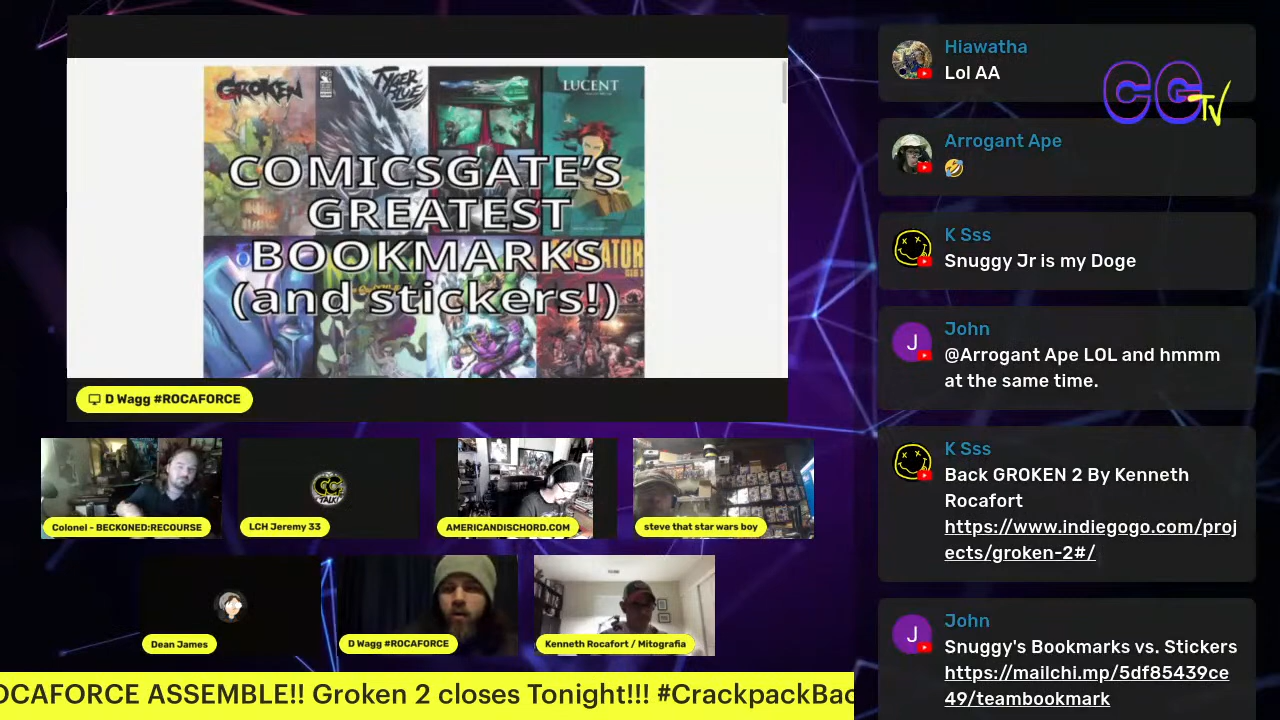 GROKEN
TYGER
BLUE
LUCENT
COMICSGATE'S
GREATEST
BOOKMARKS
(and stickers!)
D Wagg #ROCAFORCE
Colonel - BECKONED:RECOURSE
LCH Jeremy 33
AMERICANDISCHORD.COM
steve that star wars boy
Dean James
D Wagg #ROCAFORCE
Kenneth Rocafort / Mitografia
OCAFORCE ASSEMBLE!! Groken 2 closes Tonight!!! #CrackpackBac
CG TV
Hiawatha
Lol AA
Arrogant Ape
🤣
K Sss
Snuggy Jr is my Doge
John
@Arrogant Ape LOL and hmmm
at the same time.
K Sss
Back GROKEN 2 By Kenneth
Rocafort
https://www.indiegogo.com/proj
ects/groken-2#/
John
Snuggy's Bookmarks vs. Stickers
https://mailchi.mp/5df85439ce
49/teambookmark